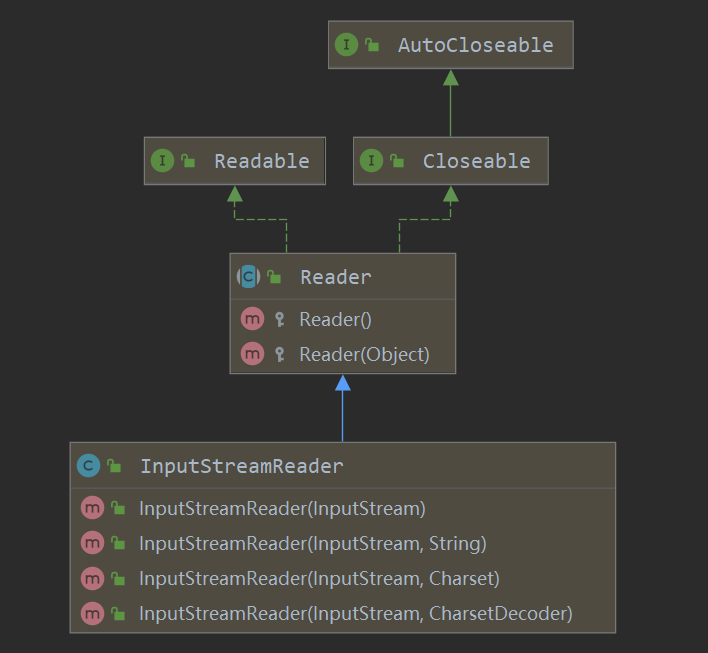 I AutoCloseable
I Readable
I Closeable
C Reader
m Reader()
m Reader(Object)
C InputStreamReader
m InputStreamReader(InputStream)
m InputStreamReader(InputStream, String)
m InputStreamReader(InputStream, Charset)
m InputStreamReader(InputStream, CharsetDecoder)